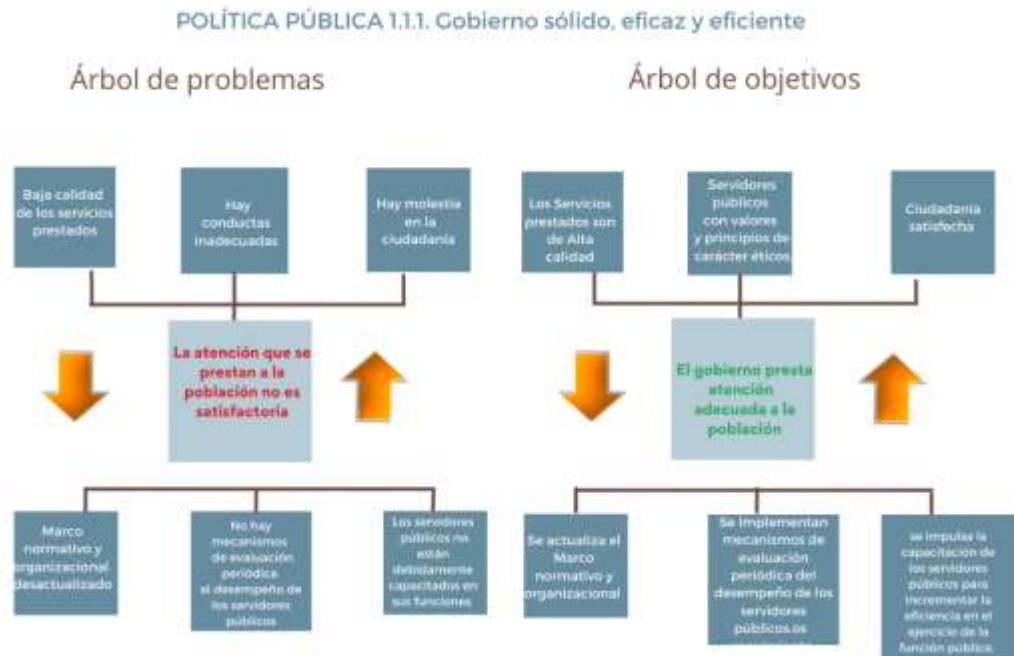 POLÍTICA PÚBLICA 1.1.1. Gobierno sólido, eficaz y eficiente
Árbol de problemas
Árbol de objetivos
Baja calidad
de los servicios
prestados
Hay
conductas
inadecuadas
Hay molestia
en la
ciudadanía
Los Servicios
prestados son
de Alta
calidad
Servidores
públicos
con valores
y principios de
carácter éticos
Ciudadanía
satisfecha
La atención que se
prestan a la
población no es
satisfactoria
El gobierno presta
atención
adecuada a la
población
Marco
normativo y
organizacional
desactualizado
No hay
mecanismos
de evaluación
periódica
al desempeño de
los servidores
públicos
Los servidores
públicos no
están
debidamente
capacitados en
sus funciones
Se actualiza el
Marco
normativo y
organizacional
Se implementan
mecanismos de
evaluación
periódica del
desempeño de los
servidores
públicos.os
se impulsa la
capacitación de
los servidores
públicos para
incrementar la
eficiencia en el
ejercicio de la
función pública.